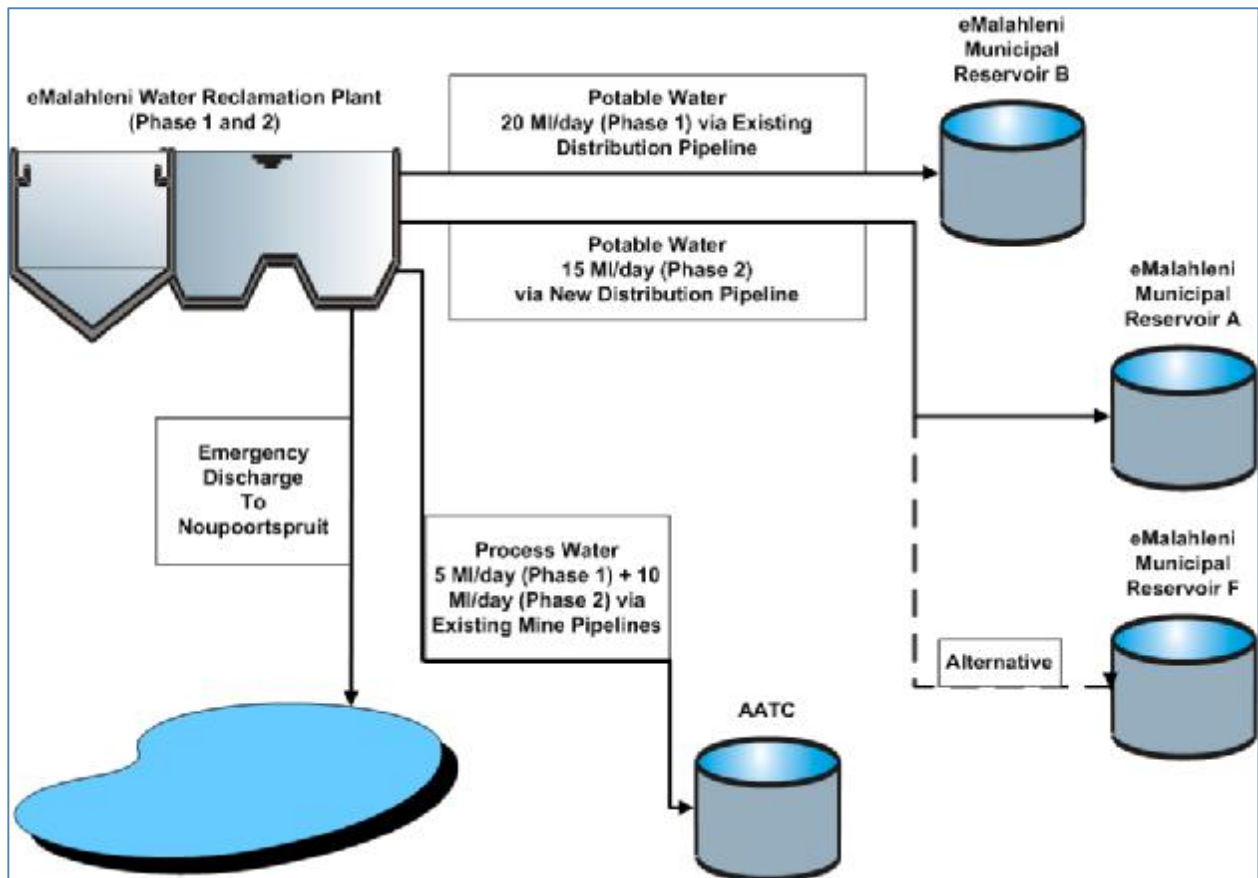 eMalahleni Water Reclamation Plant
(Phase 1 and 2)
Potable Water
20 Ml/day (Phase 1) via Existing
Distribution Pipeline
eMalahleni
Municipal
Reservoir B
Potable Water
15 Ml/day (Phase 2)
via New Distribution Pipeline
eMalahleni
Municipal
Reservoir A
Emergency
Discharge
To
Noupoortspruit
Process Water
5 Ml/day (Phase 1) + 10
Ml/day (Phase 2) via
Existing Mine Pipelines
eMalahleni
Municipal
Reservoir F
Alternative
AATC